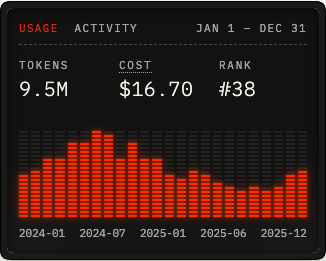 USAGE ACTIVITY JAN 1 – DEC 31
TOKENS COST RANK
9.5M $16.70 #38
2024-01 2024-07 2025-01 2025-06 2025-12